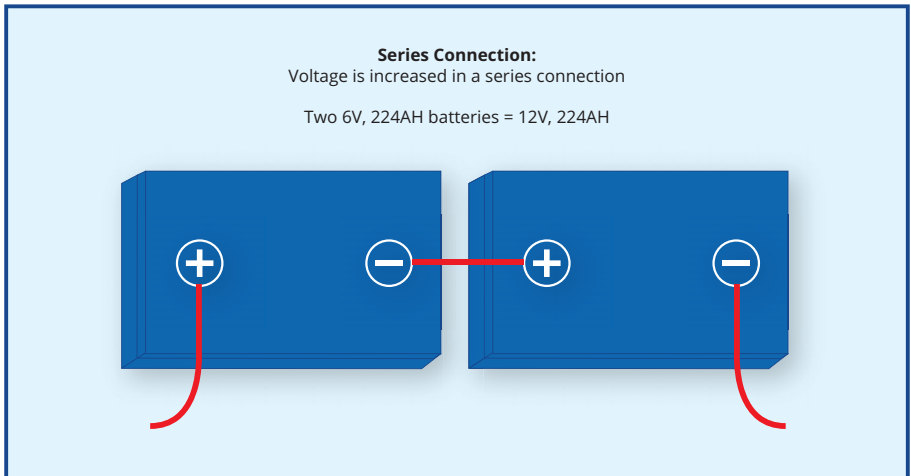 Series Connection:
Voltage is increased in a series connection
Two 6V, 224AH batteries = 12V, 224AH
+ − + −